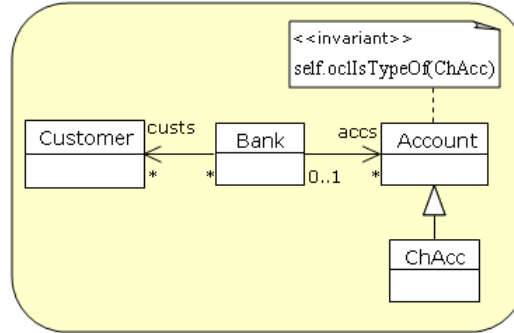 <<invariant>>
self.oclIsTypeOf(ChAcc)
Customer
custs
Bank
accs
Account
*
*
0..1
*
ChAcc